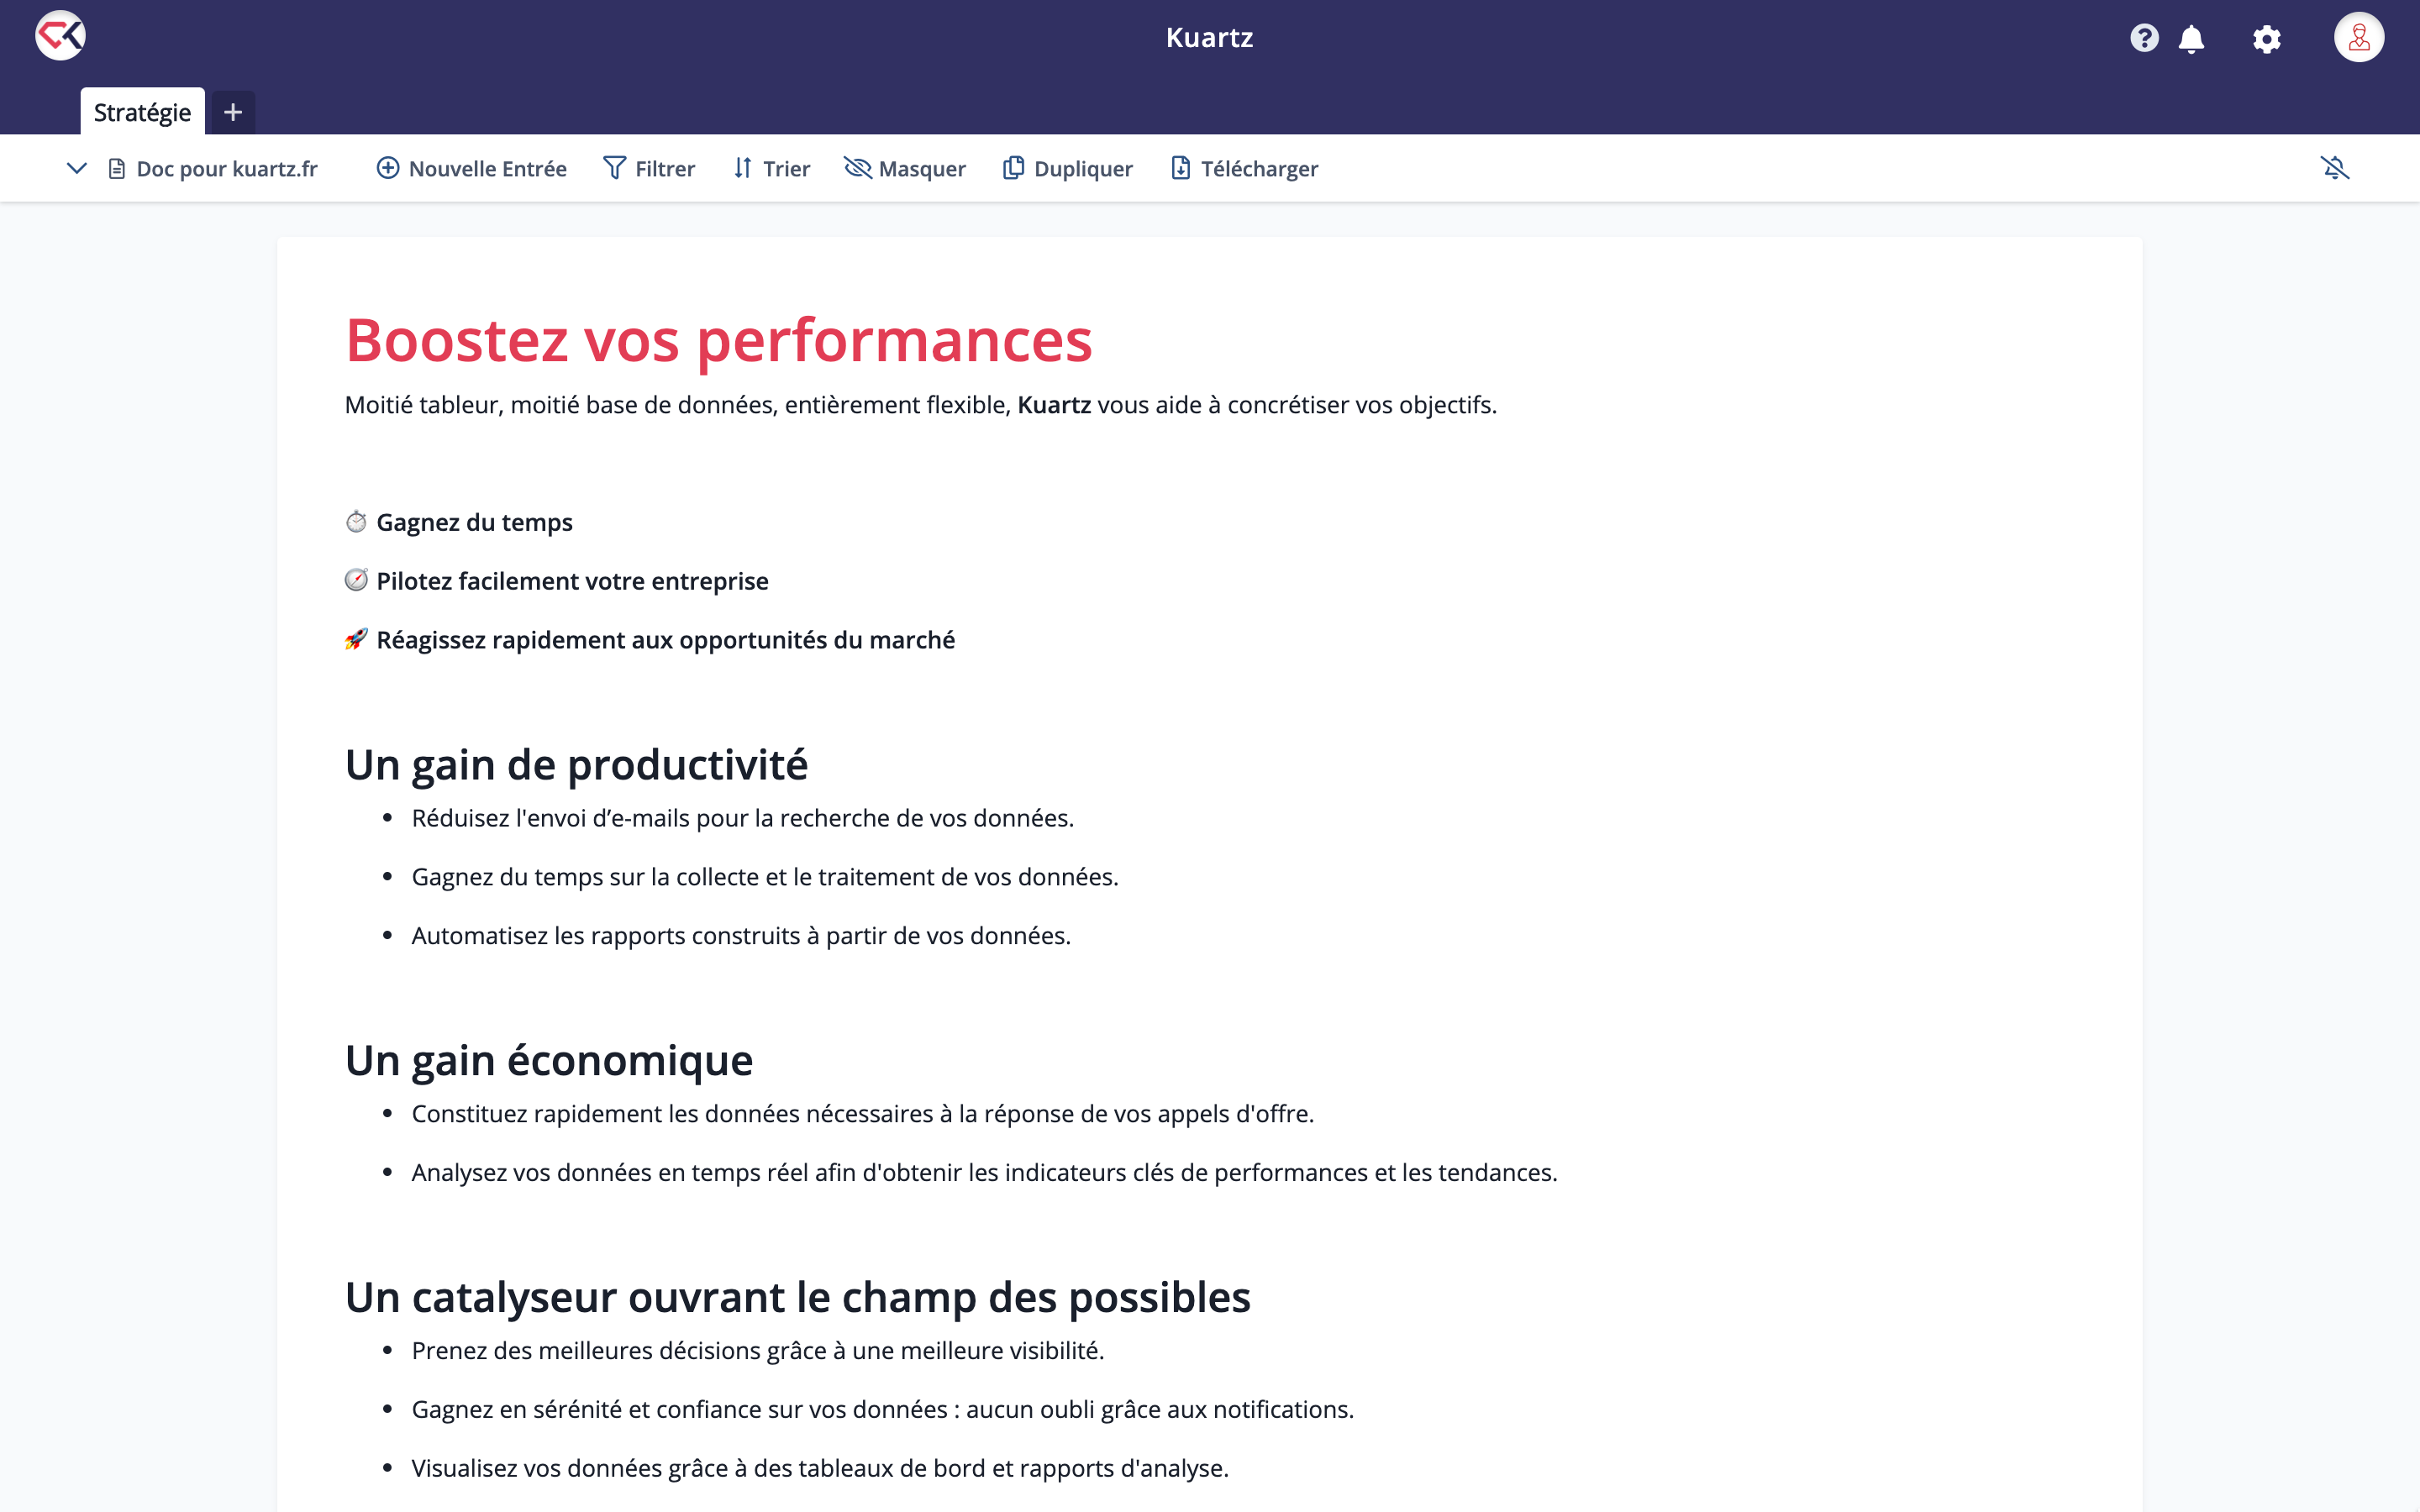 Kuartz
Stratégie +
Doc pour kuartz.fr Nouvelle Entrée Filtrer Trier Masquer Dupliquer Télécharger
Boostez vos performances
Moitié tableur, moitié base de données, entièrement flexible, Kuartz vous aide à concrétiser vos objectifs.
⏱ Gagnez du temps
🧭 Pilotez facilement votre entreprise
🚀 Réagissez rapidement aux opportunités du marché
Un gain de productivité
• Réduisez l'envoi d’e-mails pour la recherche de vos données.
• Gagnez du temps sur la collecte et le traitement de vos données.
• Automatisez les rapports construits à partir de vos données.
Un gain économique
• Constituez rapidement les données nécessaires à la réponse de vos appels d'offre.
• Analysez vos données en temps réel afin d'obtenir les indicateurs clés de performances et les tendances.
Un catalyseur ouvrant le champ des possibles
• Prenez des meilleures décisions grâce à une meilleure visibilité.
• Gagnez en sérénité et confiance sur vos données : aucun oubli grâce aux notifications.
• Visualisez vos données grâce à des tableaux de bord et rapports d'analyse.